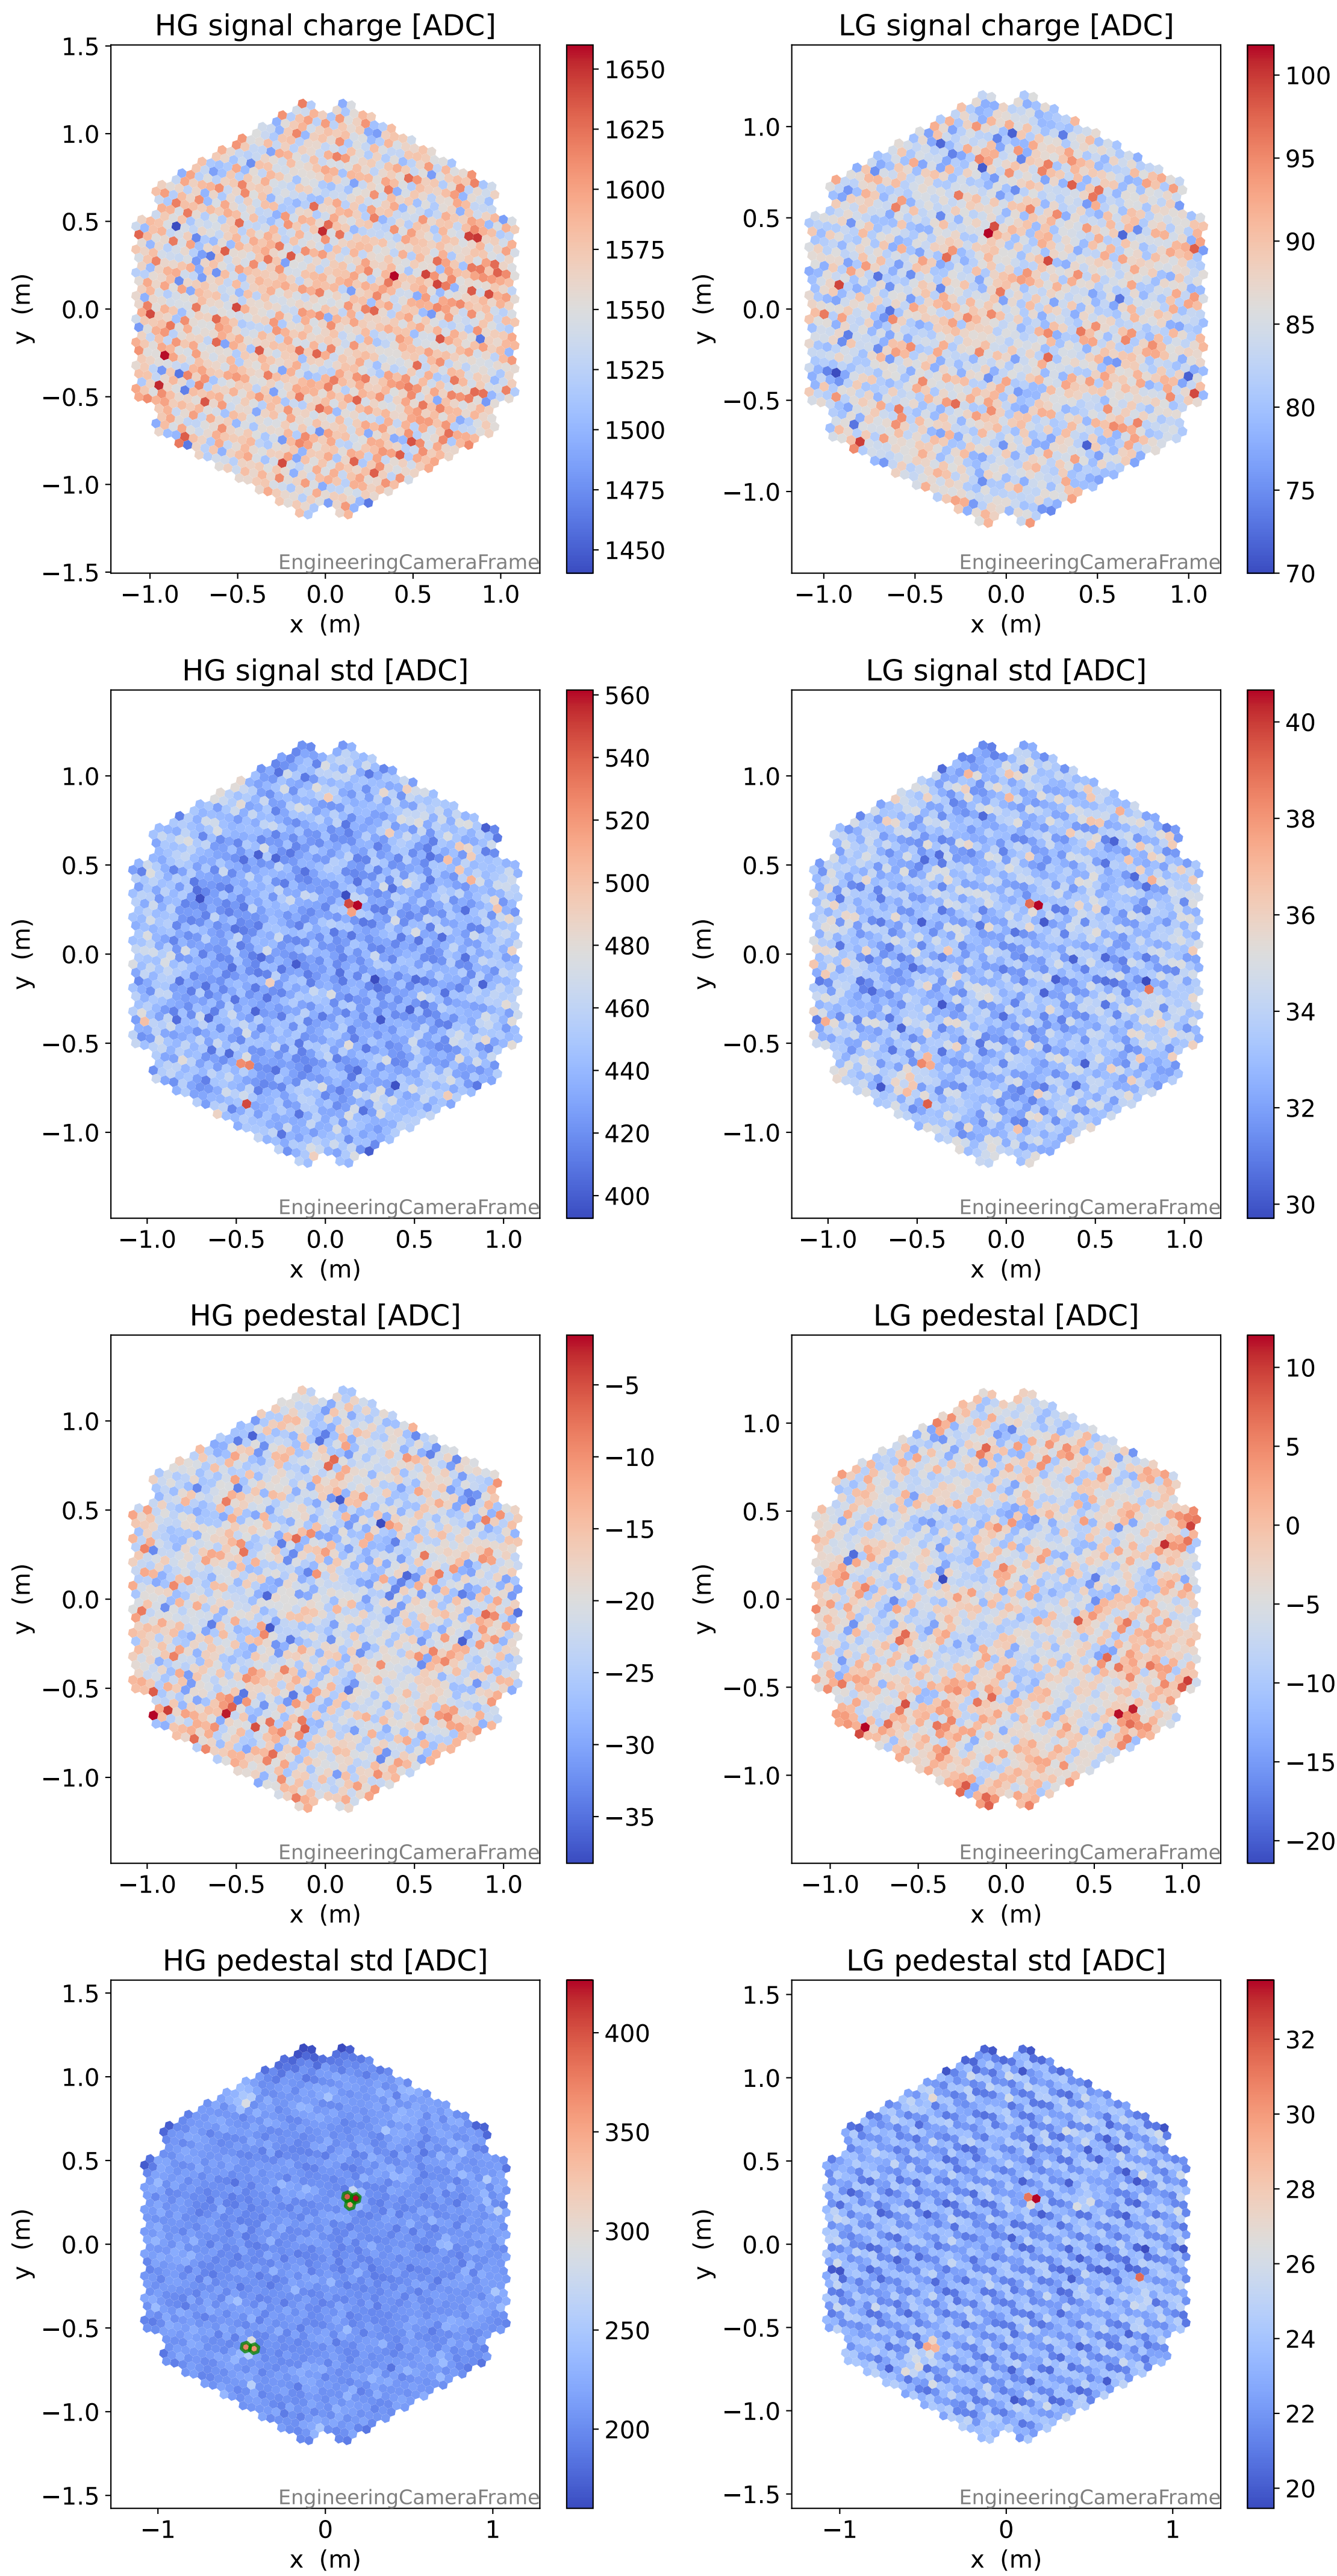 HG signal charge [ADC]
LG signal charge [ADC]
1.5
1.0
0.5
0.0
−0.5
−1.0
−1.5
y (m)
−1.0 −0.5 0.0 0.5 1.0
x (m)
EngineeringCameraFrame
1650
1625
1600
1575
1550
1525
1500
1475
1450
1.0
0.5
0.0
−0.5
−1.0
y (m)
−1.0 −0.5 0.0 0.5 1.0
x (m)
EngineeringCameraFrame
100
95
90
85
80
75
70
HG signal std [ADC]
LG signal std [ADC]
1.0
0.5
0.0
−0.5
−1.0
y (m)
−1.0 −0.5 0.0 0.5 1.0
x (m)
EngineeringCameraFrame
560
540
520
500
480
460
440
420
400
1.0
0.5
0.0
−0.5
−1.0
y (m)
−1.0 −0.5 0.0 0.5 1.0
x (m)
EngineeringCameraFrame
40
38
36
34
32
30
HG pedestal [ADC]
LG pedestal [ADC]
1.0
0.5
0.0
−0.5
−1.0
y (m)
−1.0 −0.5 0.0 0.5 1.0
x (m)
EngineeringCameraFrame
−5
−10
−15
−20
−25
−30
−35
1.0
0.5
0.0
−0.5
−1.0
y (m)
−1.0 −0.5 0.0 0.5 1.0
x (m)
EngineeringCameraFrame
10
5
0
−5
−10
−15
−20
HG pedestal std [ADC]
LG pedestal std [ADC]
1.5
1.0
0.5
0.0
−0.5
−1.0
−1.5
y (m)
−1 0 1
x (m)
EngineeringCameraFrame
400
350
300
250
200
1.5
1.0
0.5
0.0
−0.5
−1.0
−1.5
y (m)
−1 0 1
x (m)
EngineeringCameraFrame
32
30
28
26
24
22
20